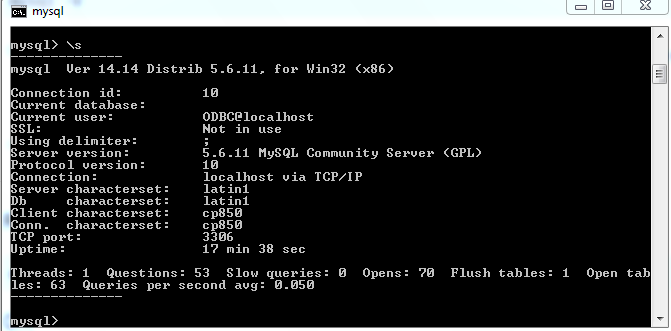 mysql
mysql> \s
--------------
mysql  Ver 14.14 Distrib 5.6.11, for Win32 (x86)
Connection id:          10
Current database:
Current user:           ODBC@localhost
SSL:                    Not in use
Using delimiter:        ;
Server version:         5.6.11 MySQL Community Server (GPL)
Protocol version:       10
Connection:             localhost via TCP/IP
Server characterset:    latin1
Db     characterset:    latin1
Client characterset:    cp850
Conn.  characterset:    cp850
TCP port:               3306
Uptime:                 17 min 38 sec
Threads: 1  Questions: 53  Slow queries: 0  Opens: 70  Flush tables: 1  Open tab
les: 63  Queries per second avg: 0.050
--------------
mysql>